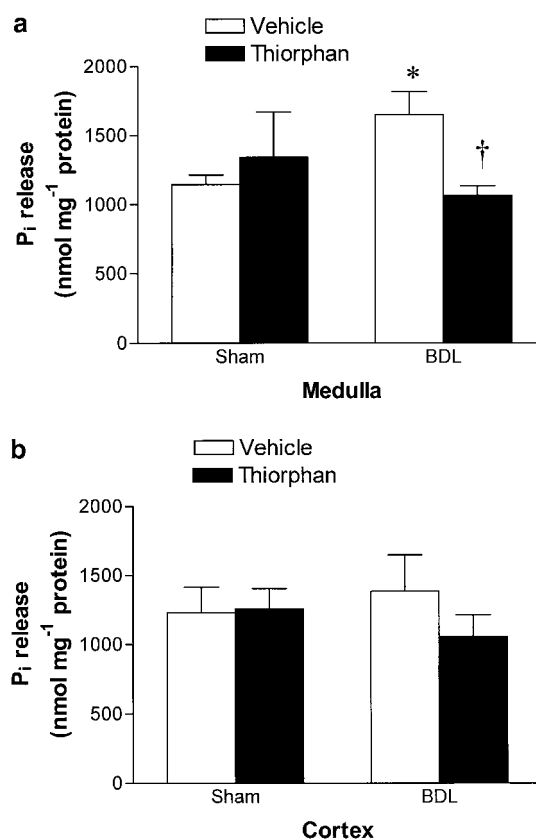 a
Vehicle
Thiorphan
Pi release
(nmol mg-1 protein)
2000
1500
1000
500
0
*
†
Sham
BDL
Medulla
b
Vehicle
Thiorphan
Pi release
(nmol mg-1 protein)
2000
1500
1000
500
0
Sham
BDL
Cortex